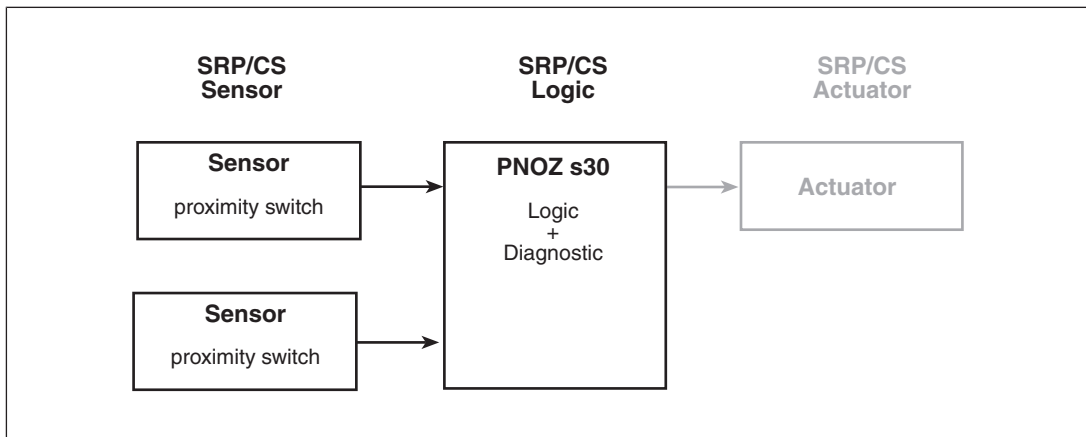 SRP/CS
Sensor
SRP/CS
Logic
SRP/CS
Actuator
Sensor
proximity switch
PNOZ s30
Logic
+
Diagnostic
Actuator
Sensor
proximity switch